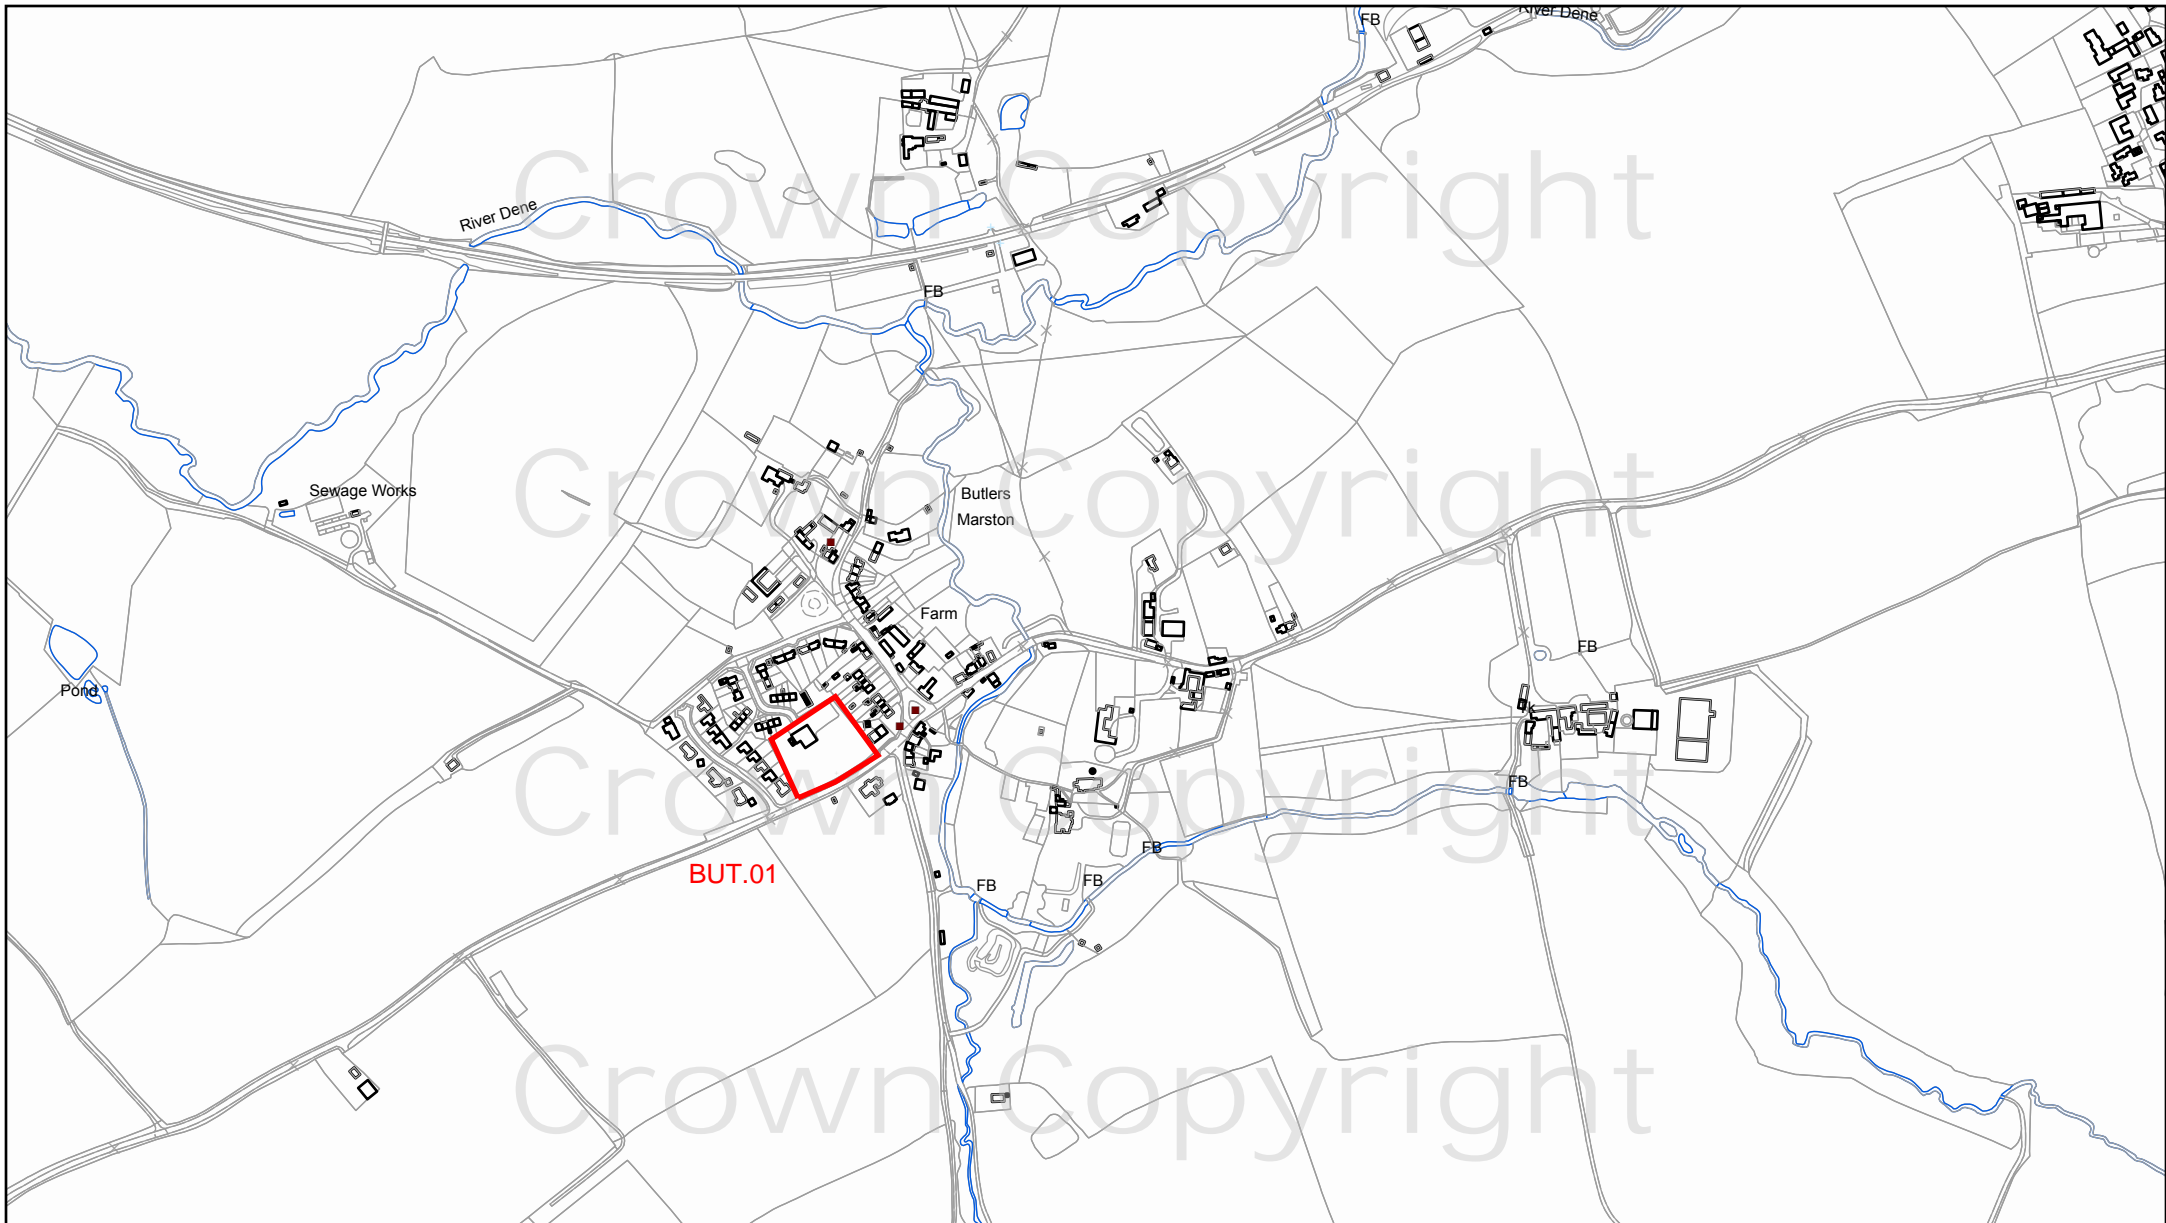 FB
River Dene
Crown Copyright
River Dene
FB
Crown Copyright
Sewage Works
Butlers
Marston
Farm
FB
Pond
Crown Copyright
FB
FB
BUT.01
FB
FB
Crown Copyright